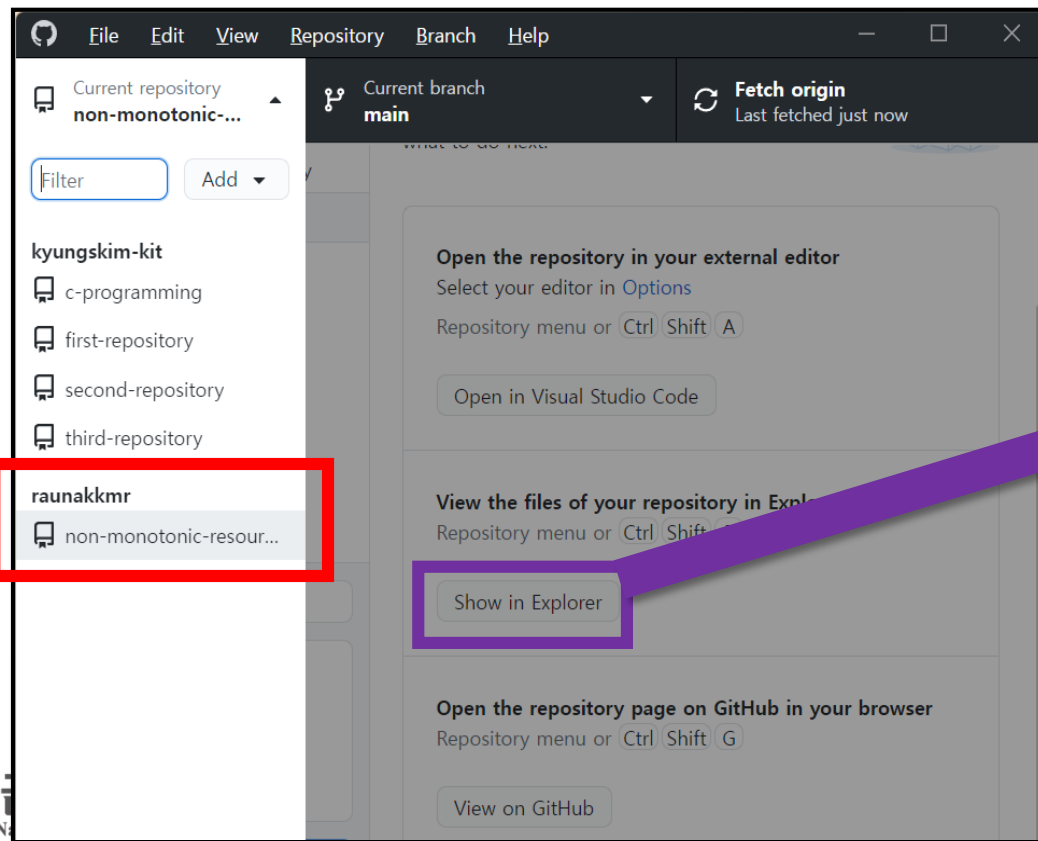 File Edit View Repository Branch Help
Current repository
non-monotonic-...
Current branch
main
Fetch origin
Last fetched just now
what to do next.
Filter
Add
y
kyungskim-kit
c-programming
first-repository
second-repository
third-repository
raunakkmr
non-monotonic-resour...
Open the repository in your external editor
Select your editor in Options
Repository menu or Ctrl Shift A
Open in Visual Studio Code
View the files of your repository in
Repository menu or Ctrl Shift
Show in Explorer
Open the repository page on GitHub in your browser
Repository menu or Ctrl Shift G
View on GitHub